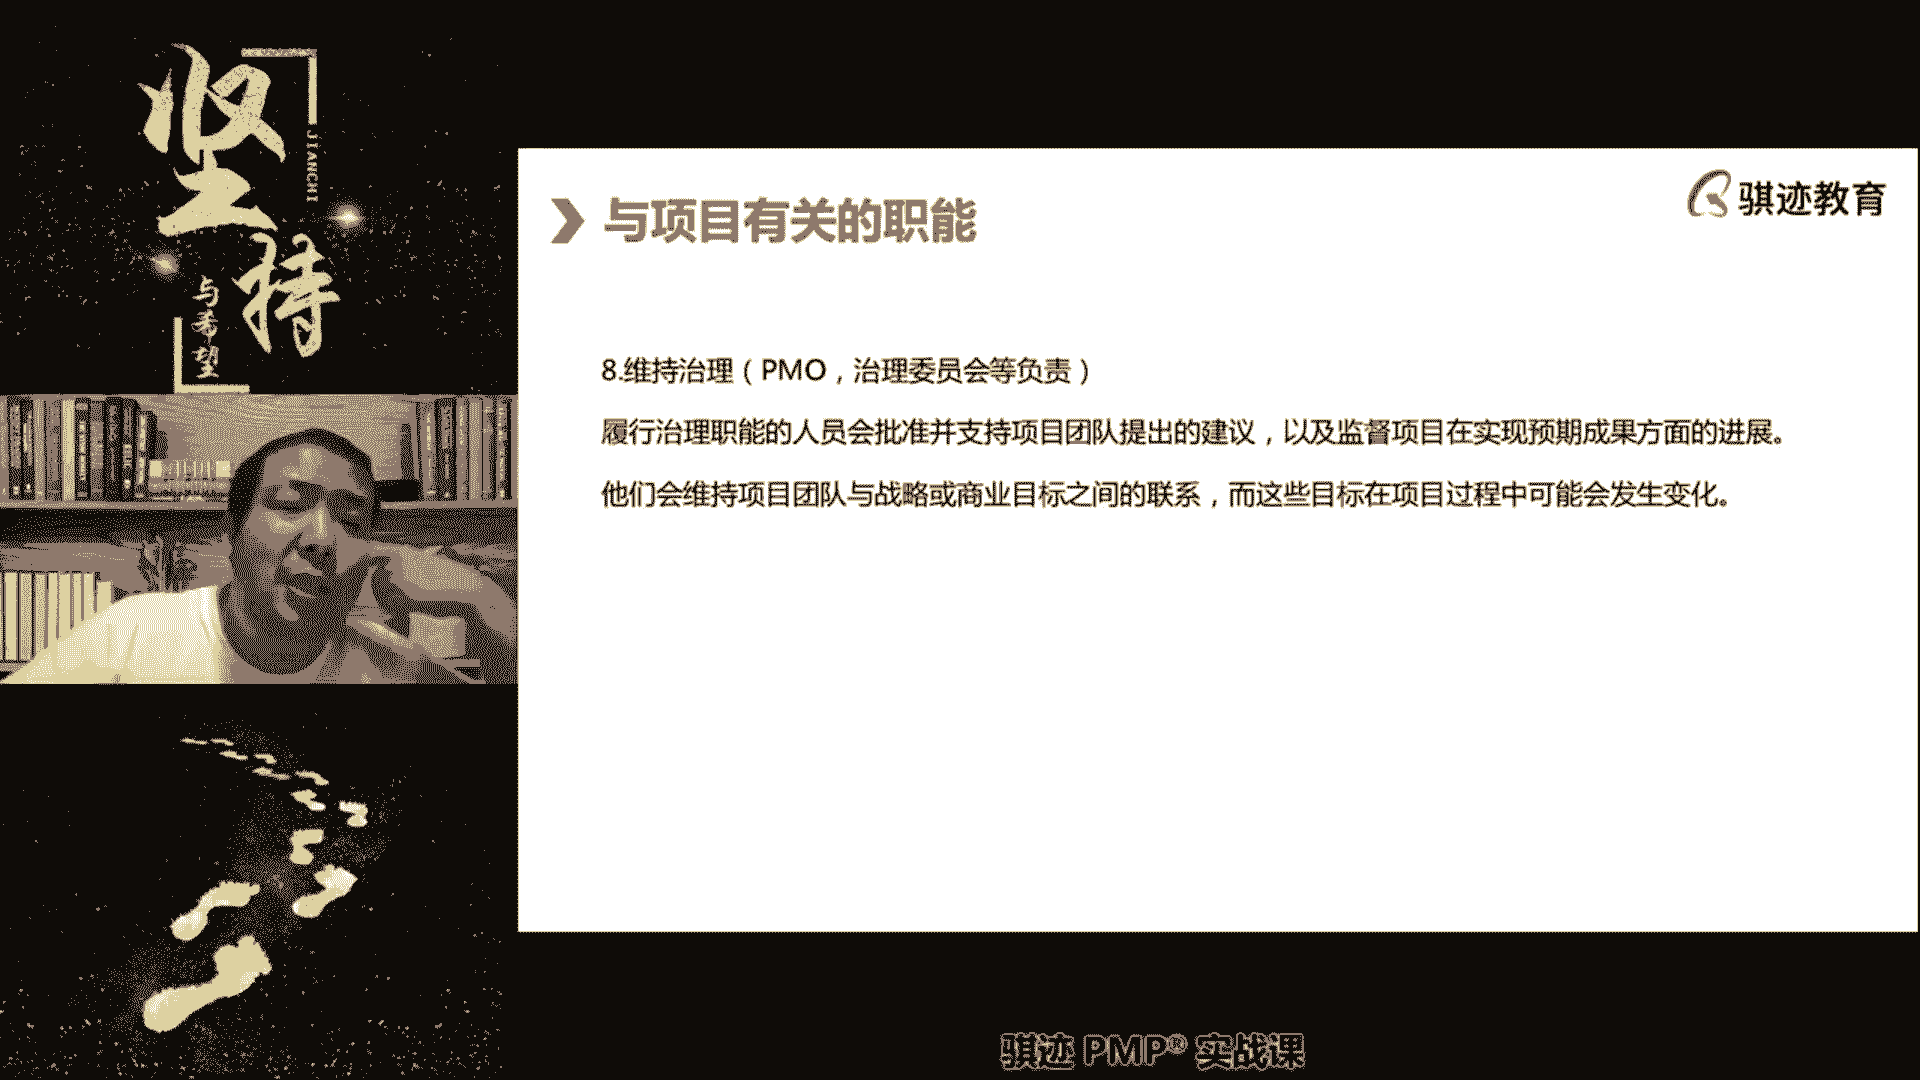 坚持
JIANCHI
与希望
骐迹教育
与项目有关的职能
8.维持治理（PMO，治理委员会等负责）
履行治理职能的人员会批准并支持项目团队提出的建议，以及监督项目在实现预期成果方面的进展。
他们会维持项目团队与战略或商业目标之间的联系，而这些目标在项目过程中可能会发生变化。
骐迹 PMP® 实战课